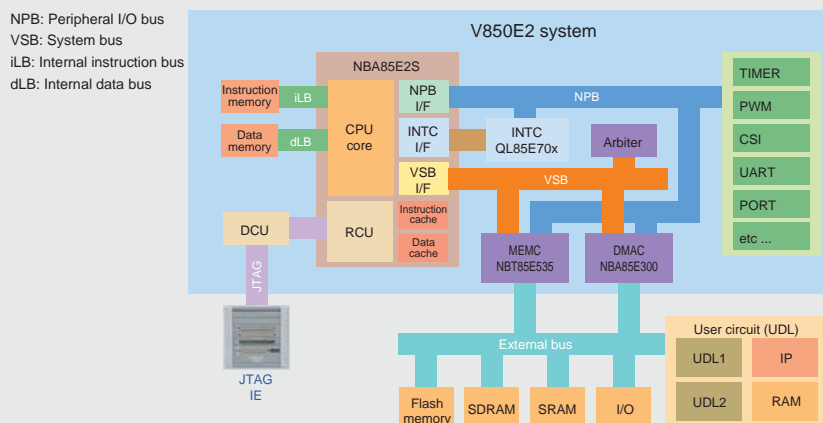 NPB: Peripheral I/O bus
VSB: System bus
iLB: Internal instruction bus
dLB: Internal data bus
V850E2 system
NBA85E2S
Instruction
memory
iLB
Data
memory
dLB
CPU
core
NPB
I/F
INTC
I/F
VSB
I/F
NPB
INTC
QL85E70x
Arbiter
VSB
TIMER
PWM
CSI
UART
PORT
etc ...
DCU
RCU
Instruction
cache
Data
cache
MEMC
NBT85E535
DMAC
NBA85E300
JTAG
JTAG
IE
External bus
Flash
memory
SDRAM
SRAM
I/O
User circuit (UDL)
UDL1
IP
UDL2
RAM